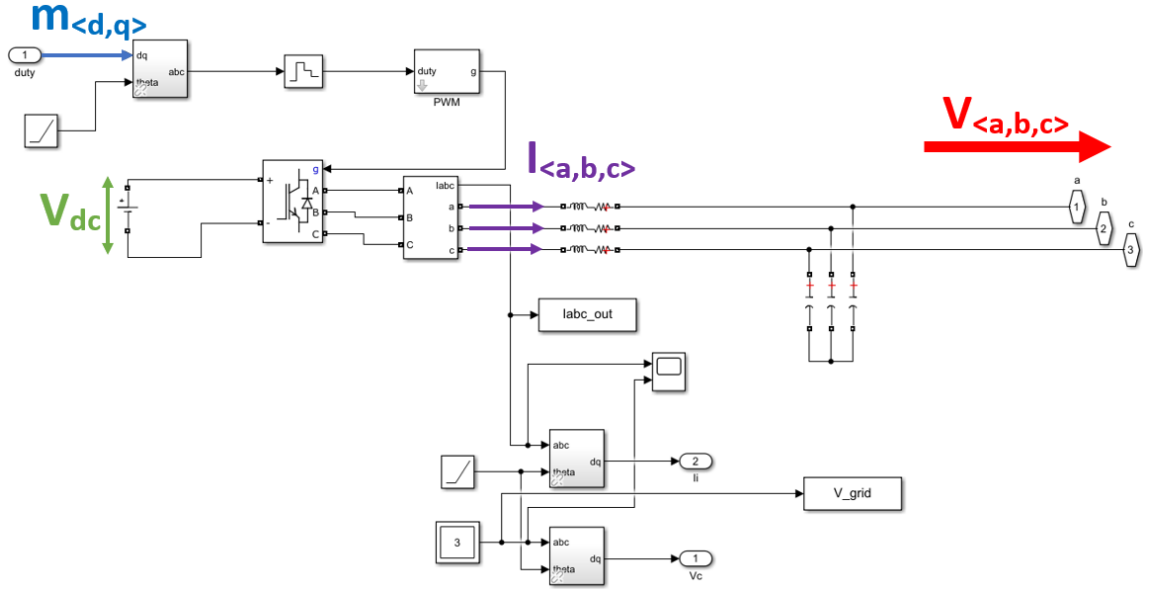 m<d,q>
1
duty
dq
theta
abc
duty
g
PWM
V<a,b,c>
I<a,b,c>
Vdc
+
-
g
A
B
C
A
B
C
Iabc
a
b
c
a
1
b
2
c
3
+
Iabc_out
abc
theta
dq
2
Ii
V_grid
3
abc
theta
dq
1
Vc